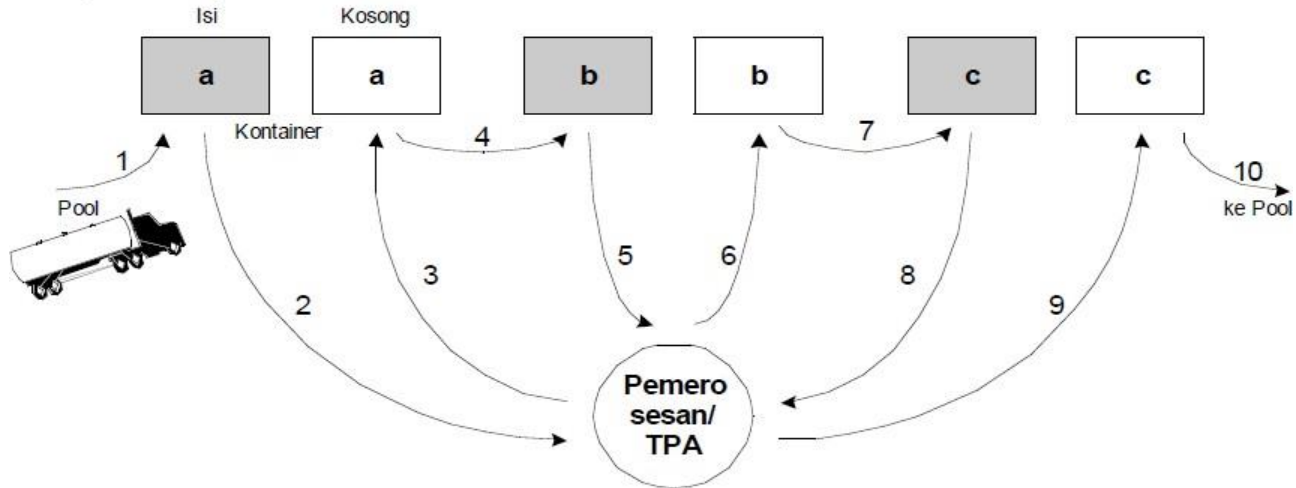 Isi
Kosong
a
a
b
b
c
c
Kontainer
1
4
7
10
Pool
ke Pool
2
3
5
6
8
9
Pemero
sesan/
TPA